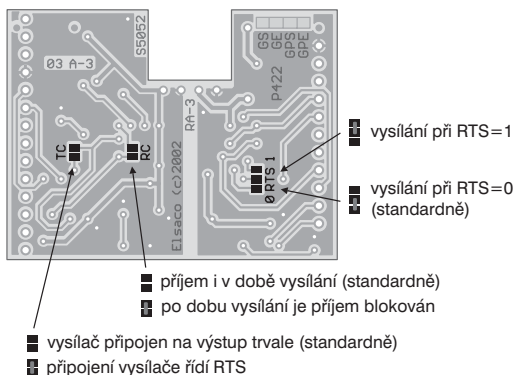 S5052
GS
GE
GPS
GPE
03 A-3
P422
RA-3
TC
RC
0 RTS 1
Elsaco (c)2002
vysílání při RTS=1
vysílání při RTS=0
(standardně)
příjem i v době vysílání (standardně)
po dobu vysílání je příjem blokován
vysílač připojen na výstup trvale (standardně)
připojení vysílače řídí RTS